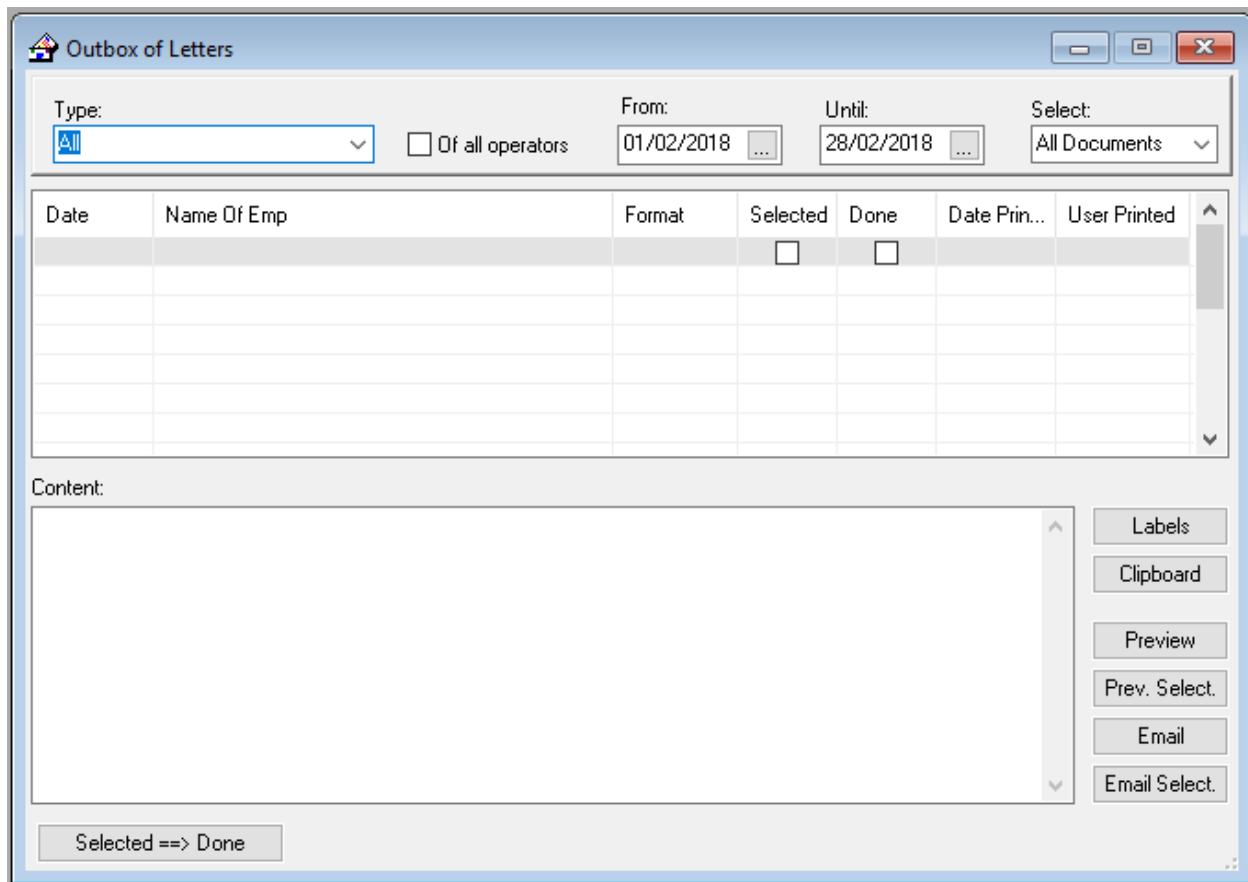 Outbox of Letters
Type: From: Until: Select:
All Of all operators 01/02/2018 ... 28/02/2018 ... All Documents
Date Name Of Emp Format Selected Done Date Prin... User Printed
Content:
Labels
Clipboard
Preview
Prev. Select.
Email
Email Select.
Selected ==> Done